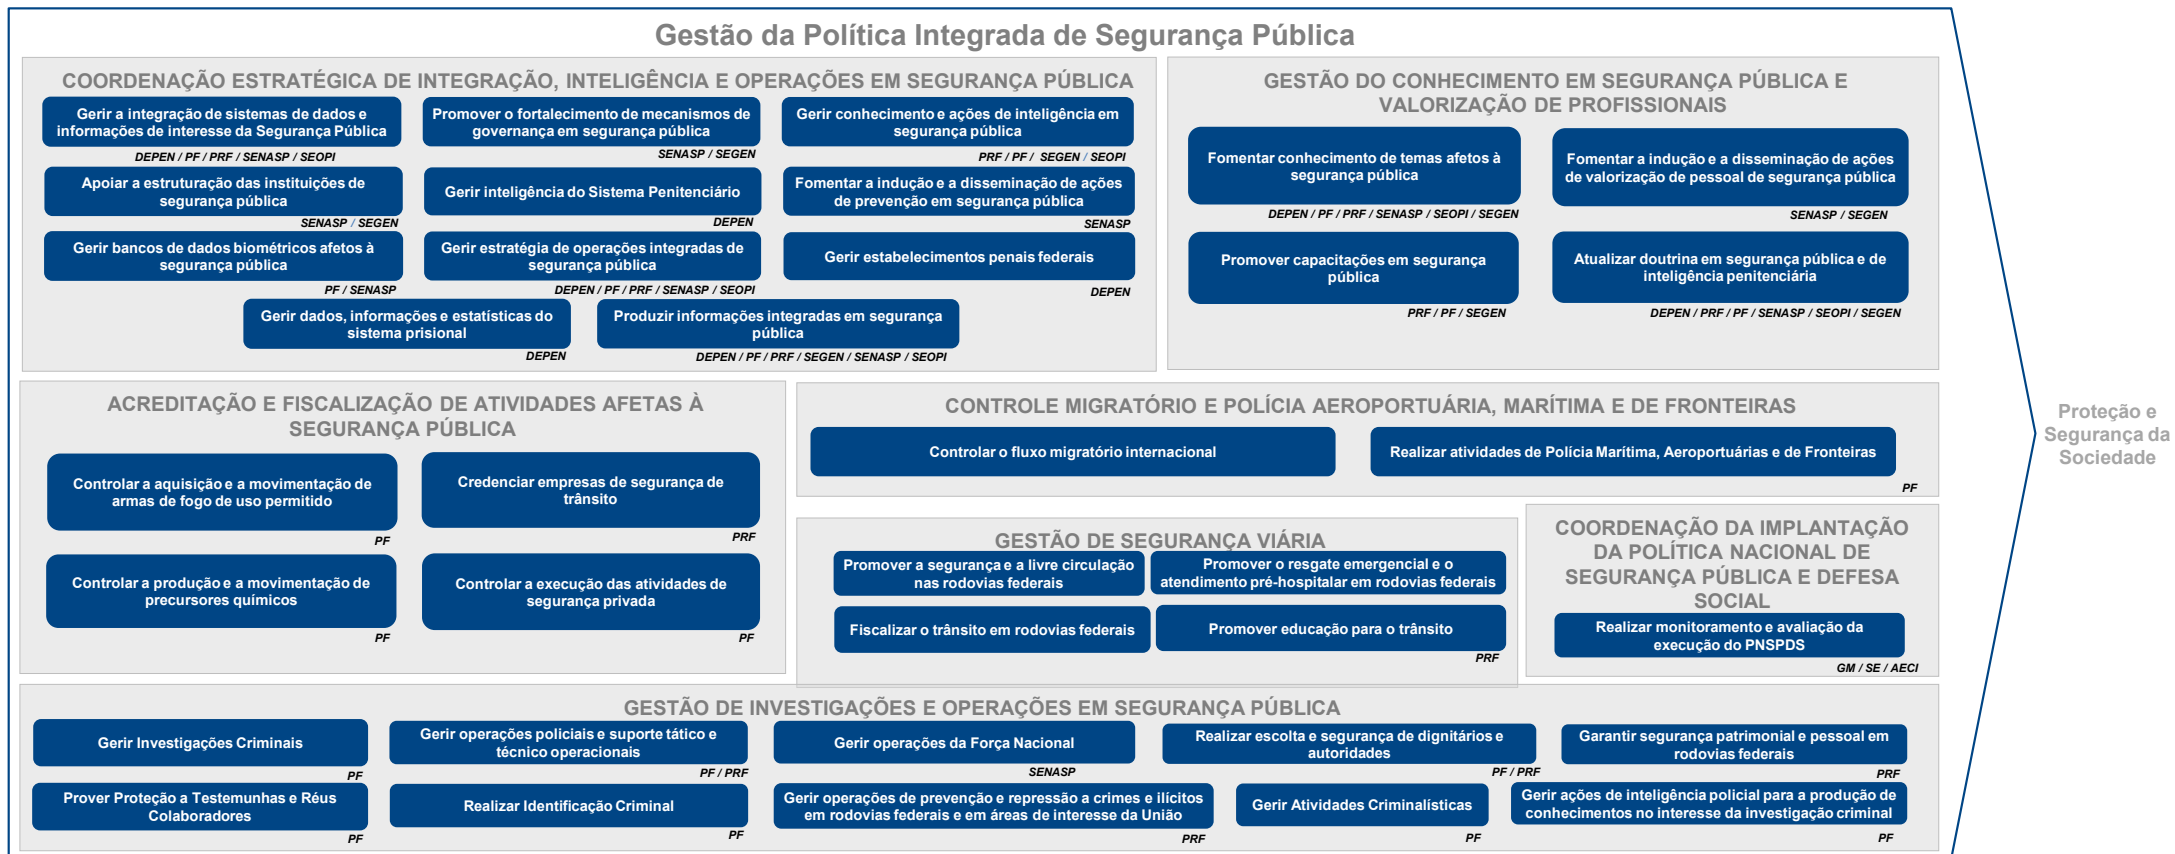 Gestão da Política Integrada de Segurança Pública
COORDENAÇÃO ESTRATÉGICA DE INTEGRAÇÃO, INTELIGÊNCIA E OPERAÇÕES EM SEGURANÇA PÚBLICA
Gerir a integração de sistemas de dados e
informações de interesse da Segurança Pública
DEPEN / PF / PRF / SENASP / SEOPI
Promover o fortalecimento de mecanismos de
governança em segurança pública
SENASP / SEGEN
Gerir conhecimento e ações de inteligência em
segurança pública
PRF / PF / SEGEN / SEOPI
Apoiar a estruturação das instituições de
segurança pública
SENASP / SEGEN
Gerir inteligência do Sistema Penitenciário
DEPEN
Fomentar a indução e a disseminação de ações
de prevenção em segurança pública
SENASP
Gerir bancos de dados biométricos afetos à
segurança pública
PF / SENASP
Gerir estratégia de operações integradas de
segurança pública
DEPEN / PF / PRF / SENASP / SEOPI
Gerir estabelecimentos penais federais
DEPEN
Gerir dados, informações e estatísticas do
sistema prisional
DEPEN
Produzir informações integradas em segurança
pública
DEPEN / PF / PRF / SEGEN / SENASP / SEOPI
GESTÃO DO CONHECIMENTO EM SEGURANÇA PÚBLICA E
VALORIZAÇÃO DE PROFISSIONAIS
Fomentar conhecimento de temas afetos à
segurança pública
DEPEN / PF / PRF / SENASP / SEOPI / SEGEN
Fomentar a indução e a disseminação de ações
de valorização de pessoal de segurança pública
SENASP / SEGEN
Promover capacitações em segurança
pública
PRF / PF / SEGEN
Atualizar doutrina em segurança pública e de
inteligência penitenciária
DEPEN / PRF / PF / SENASP / SEOPI / SEGEN
ACREDITAÇÃO E FISCALIZAÇÃO DE ATIVIDADES AFETAS À
SEGURANÇA PÚBLICA
Controlar a aquisição e a movimentação de
armas de fogo de uso permitido
PF
Credenciar empresas de segurança de
trânsito
PRF
Controlar a produção e a movimentação de
precursores químicos
PF
Controlar a execução das atividades de
segurança privada
PF
CONTROLE MIGRATÓRIO E POLÍCIA AEROPORTUÁRIA, MARÍTIMA E DE FRONTEIRAS
Controlar o fluxo migratório internacional
Realizar atividades de Polícia Marítima, Aeroportuárias e de Fronteiras
PF
GESTÃO DE SEGURANÇA VIÁRIA
Promover a segurança e a livre circulação
nas rodovias federais
Promover o resgate emergencial e o
atendimento pré-hospitalar em rodovias federais
Fiscalizar o trânsito em rodovias federais
Promover educação para o trânsito
PRF
COORDENAÇÃO DA IMPLANTAÇÃO
DA POLÍTICA NACIONAL DE
SEGURANÇA PÚBLICA E DEFESA
SOCIAL
Realizar monitoramento e avaliação da
execução do PNSPDS
GM / SE / AECI
GESTÃO DE INVESTIGAÇÕES E OPERAÇÕES EM SEGURANÇA PÚBLICA
Gerir Investigações Criminais
PF
Gerir operações policiais e suporte tático e
técnico operacionais
PF / PRF
Gerir operações da Força Nacional
SENASP
Realizar escolta e segurança de dignitários e
autoridades
PF / PRF
Garantir segurança patrimonial e pessoal em
rodovias federais
PRF
Prover Proteção a Testemunhas e Réus
Colaboradores
PF
Realizar Identificação Criminal
PF
Gerir operações de prevenção e repressão a crimes e ilícitos
em rodovias federais e em áreas de interesse da União
PRF
Gerir Atividades Criminalísticas
PF
Gerir ações de inteligência policial para a produção de
conhecimentos no interesse da investigação criminal
PF
Proteção e
Segurança da
Sociedade